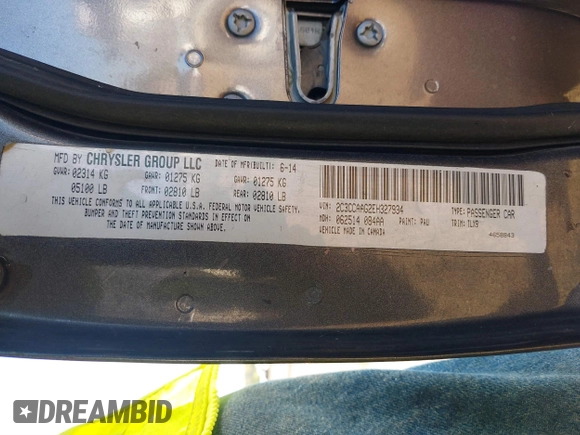 MFD BY CHRYSLER GROUP LLC DATE OF MFR(BUILT): 6-14
GVWR: 02314 KG GAWR: 01275 KG GAWR: 01275 KG
05100 LB FRONT: 02810 LB REAR: 02810 LB
THIS VEHICLE CONFORMS TO ALL APPLICABLE U.S.A. FEDERAL MOTOR VEHICLE
BUMPER AND THEFT PREVENTION STANDARDS IN EFFECT ON
THE DATE OF MANUFACTURE SHOWN ABOVE.
VIN: 2C3CCAAG2EH327934 TYPE: PASSENGER CAR
MDH: 062514 084AA PAINT: PAU TRIM: TLX9
VEHICLE MADE IN CANADA
DREAMBID